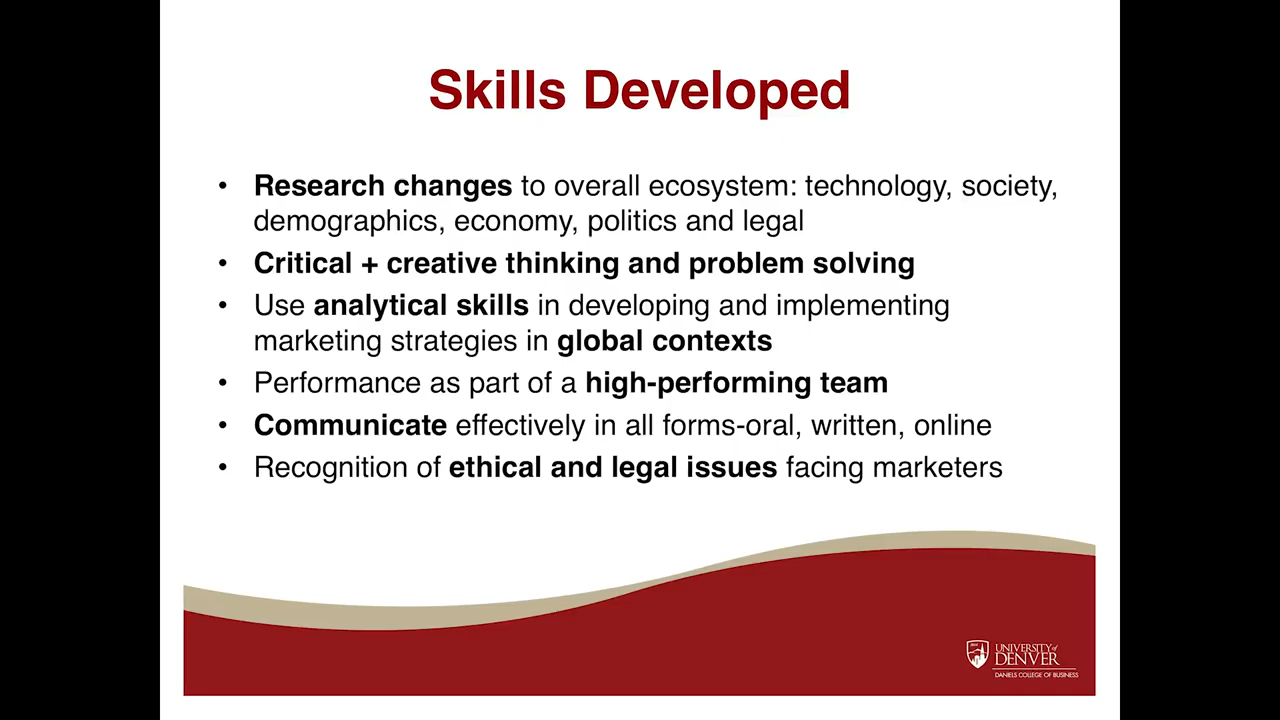 Skills Developed
• Research changes to overall ecosystem: technology, society,
demographics, economy, politics and legal
• Critical + creative thinking and problem solving
• Use analytical skills in developing and implementing
marketing strategies in global contexts
• Performance as part of a high-performing team
• Communicate effectively in all forms-oral, written, online
• Recognition of ethical and legal issues facing marketers
UNIVERSITY of
DENVER
DANIELS COLLEGE OF BUSINESS